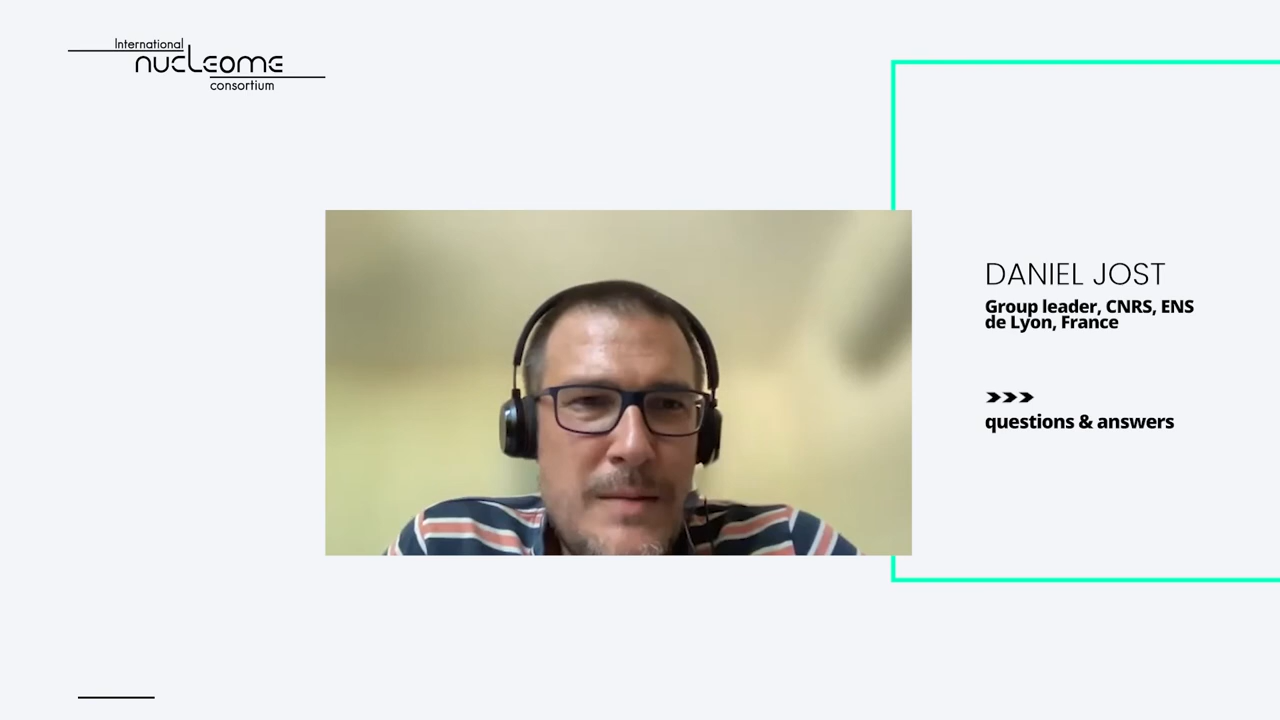 International
nucleome
consortium
DANIEL JOST
Group leader, CNRS, ENS
de Lyon, France
questions & answers